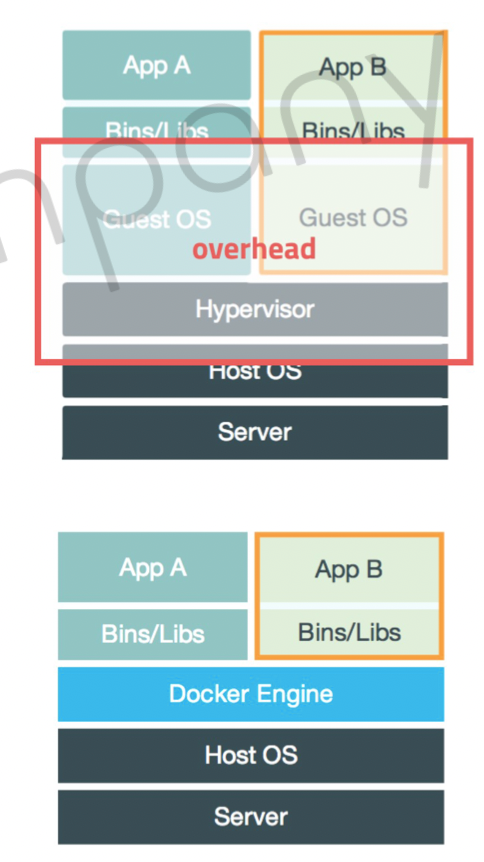 App A App B
Bins/Libs Bins/Libs
Guest OS Guest OS
overhead
Hypervisor
Host OS
Server
App A App B
Bins/Libs Bins/Libs
Docker Engine
Host OS
Server